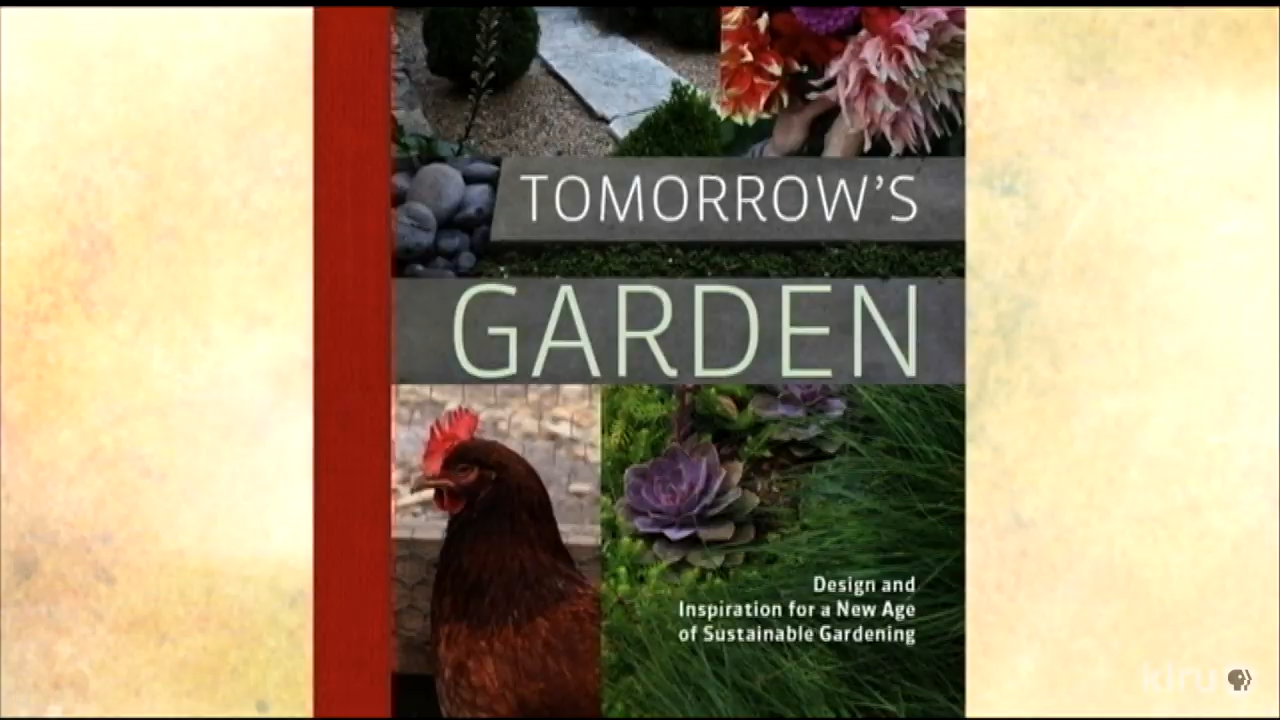 TOMORROW'S
GARDEN
Design and
Inspiration for a New Age
of Sustainable Gardening
klru